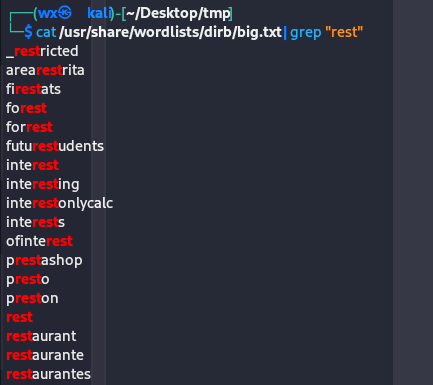 ┌──(wx㉿kali)-[~/Desktop/tmp]
└─$ cat /usr/share/wordlists/dirb/big.txt|grep "rest"
_restricted
arearestrita
firestats
forest
forrest
futurestudents
interest
interesting
interestonlycalc
interests
ofinterest
prestashop
presto
preston
rest
restaurant
restaurante
restaurantes